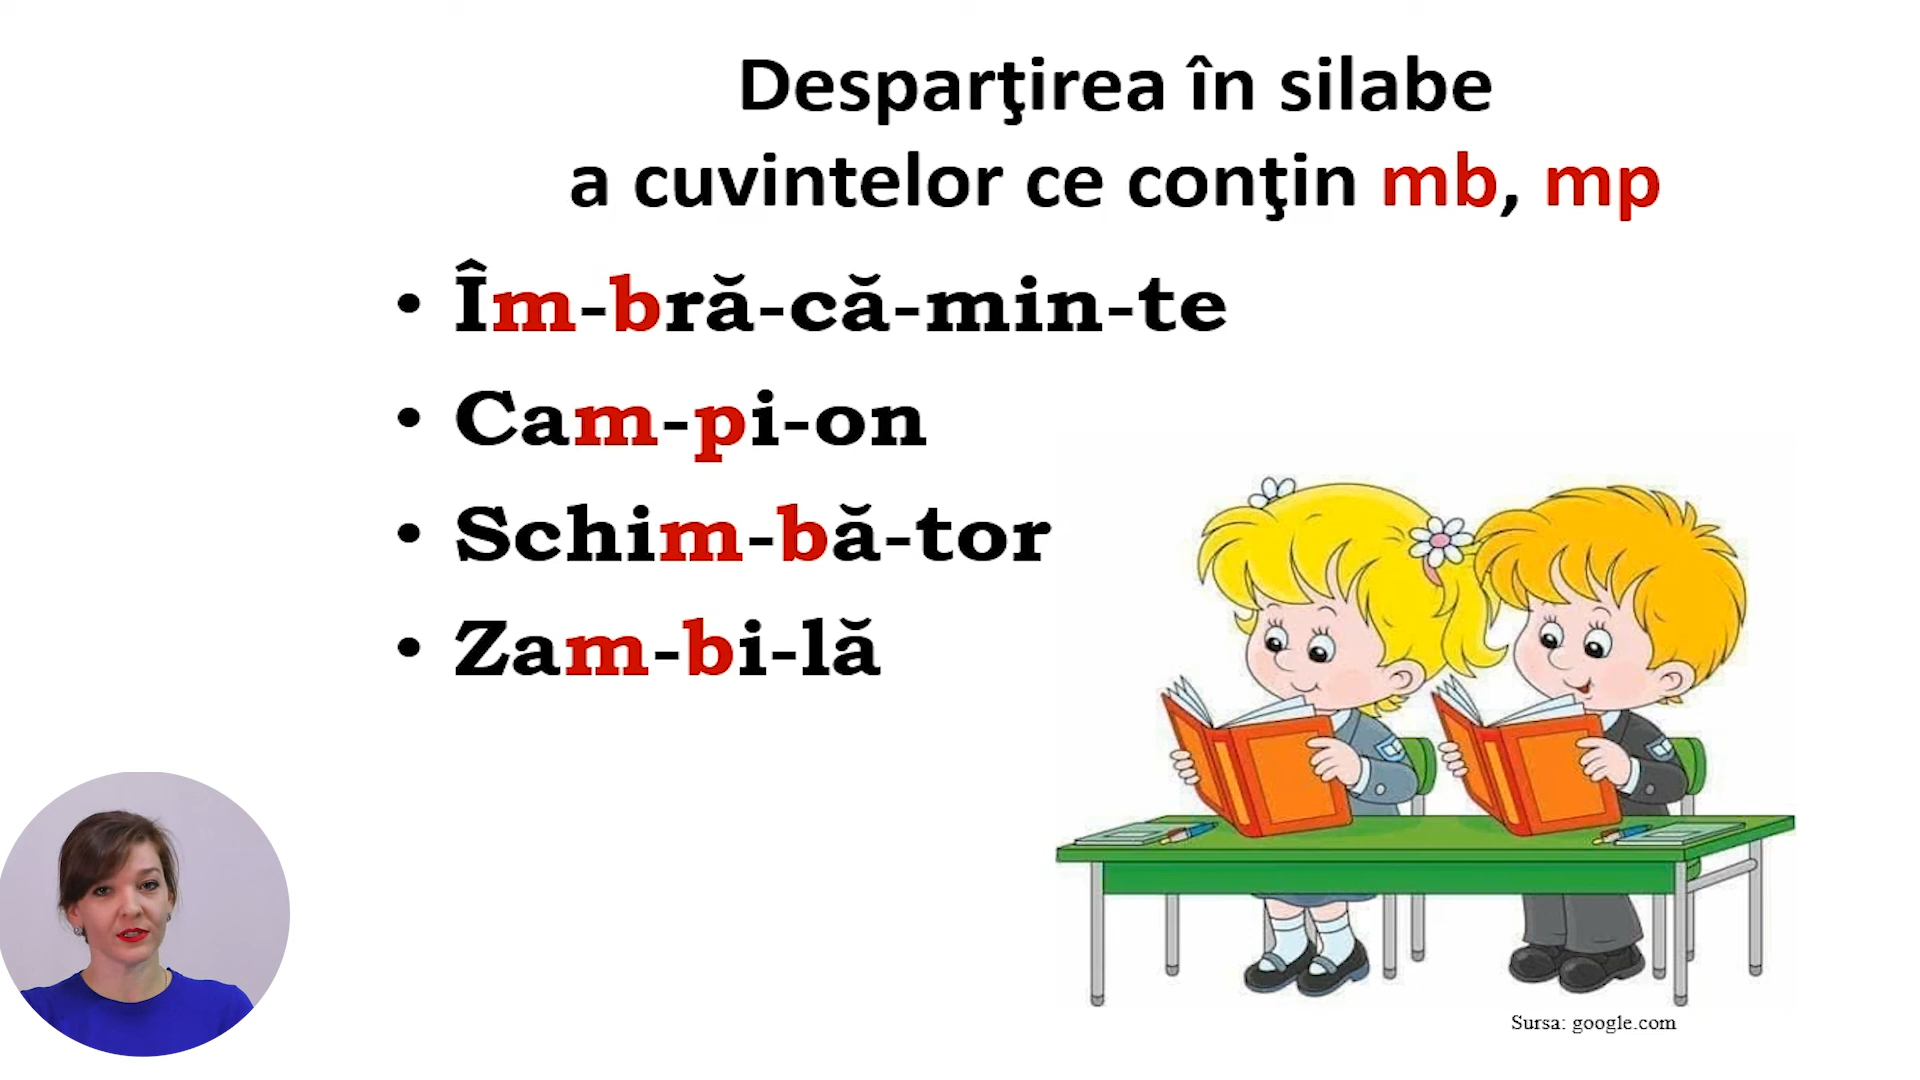 Desparţirea în silabe
a cuvintelor ce conţin mb, mp
• Îm-bră-că-min-te
• Cam-pi-on
• Schim-bă-tor
• Zam-bi-lă
Sursa: google.com